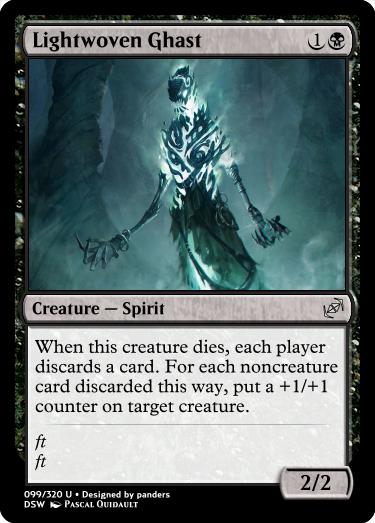 Lightwoven Ghast 1
Creature — Spirit
When this creature dies, each player
discards a card. For each noncreature
card discarded this way, put a +1/+1
counter on target creature.
ft
ft
2/2
099/320 U • Designed by panders
DSW Pascal Quidault